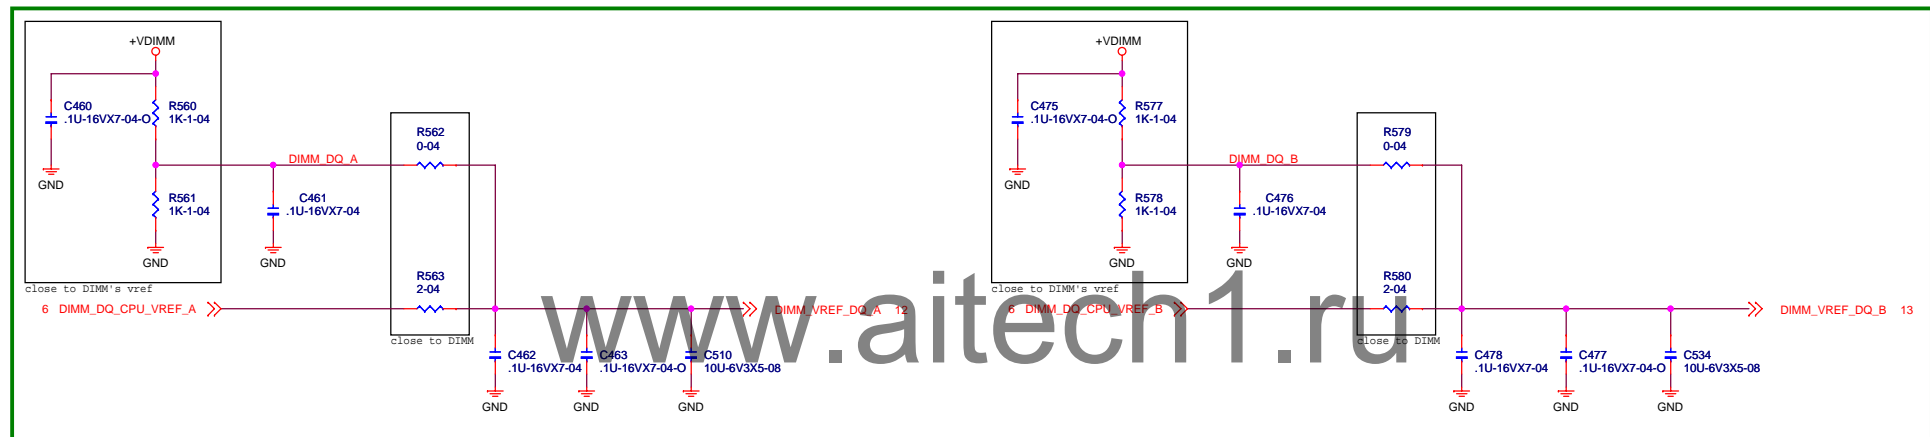 +VDIMM
C460
.1U-16VX7-04-O
R560
1K-1-04
GND
R561
1K-1-04
GND
close to DIMM's vref
DIMM_DQ_A
C461
.1U-16VX7-04
GND
R562
0-04
R563
2-04
close to DIMM
6 DIMM_DQ_CPU_VREF_A
DIMM_VREF_DQ_A 12
C462
.1U-16VX7-04
GND
C463
.1U-16VX7-04-O
GND
C510
10U-6V3X5-08
GND
+VDIMM
C475
.1U-16VX7-04-O
R577
1K-1-04
GND
R578
1K-1-04
GND
close to DIMM's vref
DIMM_DQ_B
C476
.1U-16VX7-04
GND
R579
0-04
R580
2-04
close to DIMM
6 DIMM_DQ_CPU_VREF_B
DIMM_VREF_DQ_B 13
C478
.1U-16VX7-04
GND
C477
.1U-16VX7-04-O
GND
C534
10U-6V3X5-08
GND
www.aitech1.ru